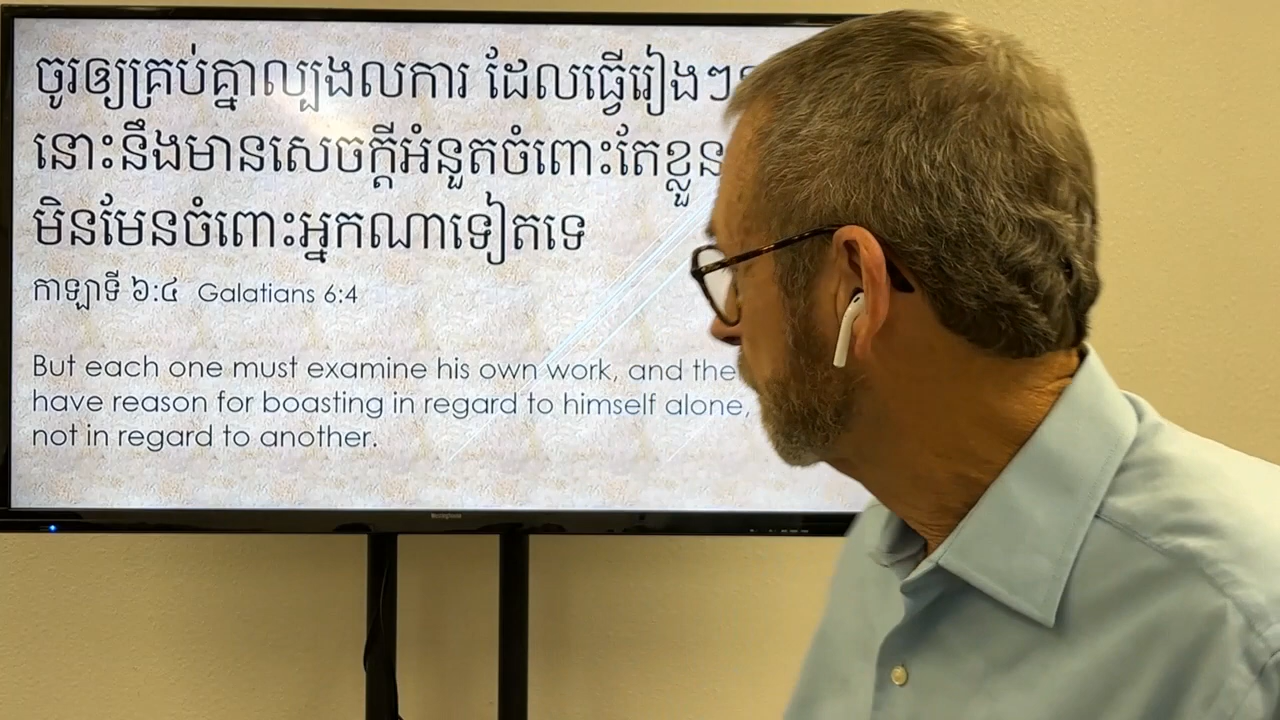 ចូរឲ្យគ្រប់គ្នាល្បងលការ ដែលធ្វើរៀងៗ
នោះនឹងមានសេចក្ដីអំនួតចំពោះតែខ្លួន
មិនមែនចំពោះអ្នកណាទៀតទេ
កាឡាទី ៦:៤ Galatians 6:4
But each one must examine his own work, and the
have reason for boasting in regard to himself alone,
not in regard to another.
Westinghouse